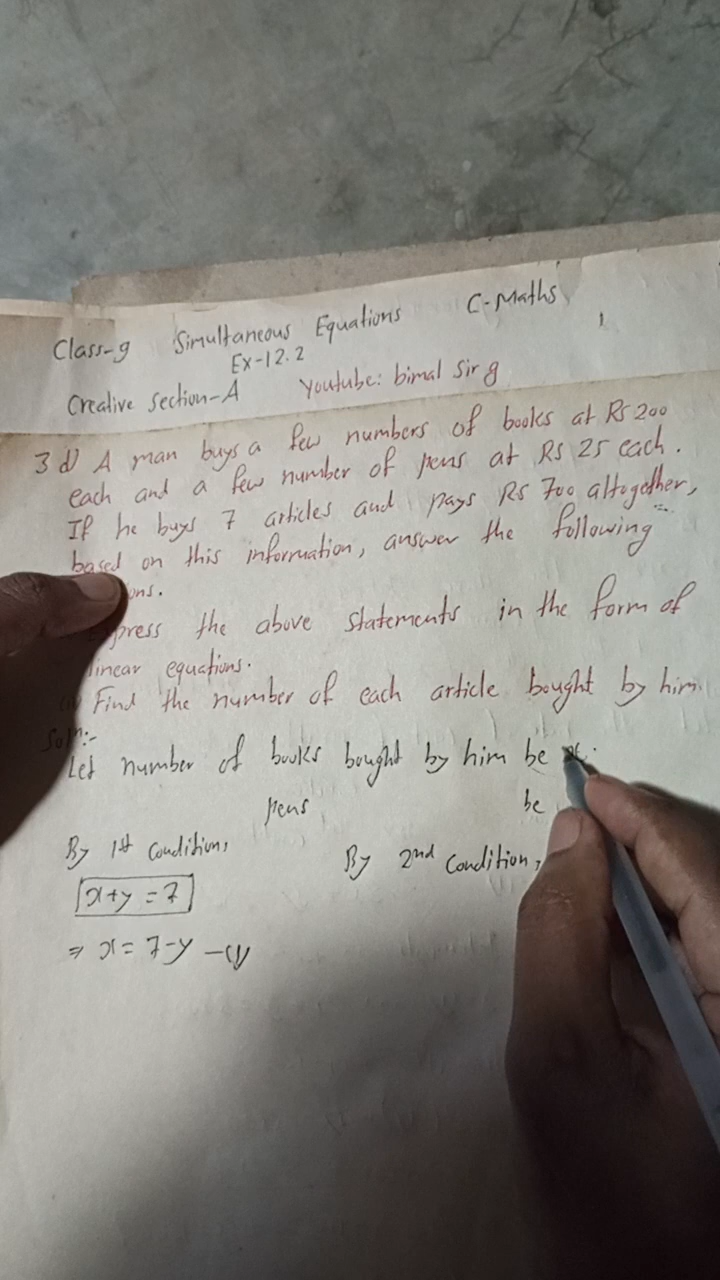 Class-9 Simultaneous Equations C-Maths
Ex-12.2
Creative section-A Youtube: bimal sir g
3 d) A man buys a few numbers of books at Rs 200
each and a few number of pens at Rs 25 each.
If he buys 7 articles and pays Rs 700 altogether,
based on this information, answer the following
ons.
press the above statements in the form of
linear equations.
Find the number of each article bought by him.
Soln:-
Let number of books bought by him be x.
pens be
By 1st condition, By 2nd condition,
x+y = 7
⇒ x = 7-y